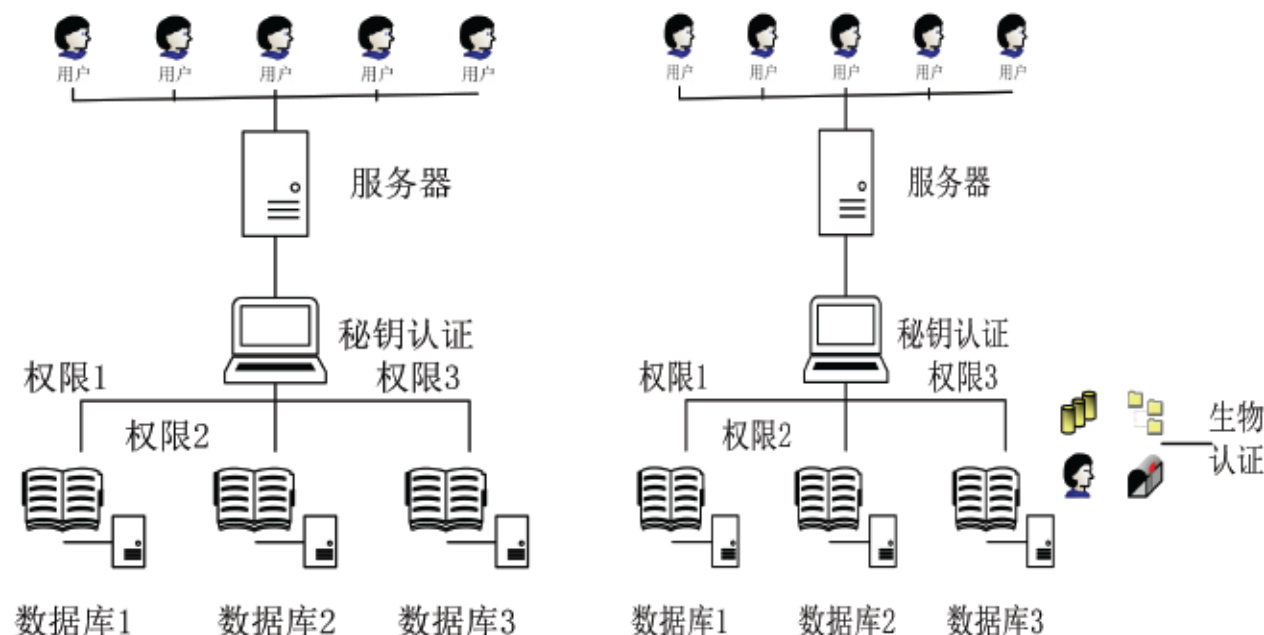 用户 用户 用户 用户 用户
服务器
秘钥认证
权限1 权限3
权限2
数据库1 数据库2 数据库3
用户 用户 用户 用户 用户
服务器
秘钥认证
权限1 权限3
权限2
生物
认证
数据库1 数据库2 数据库3